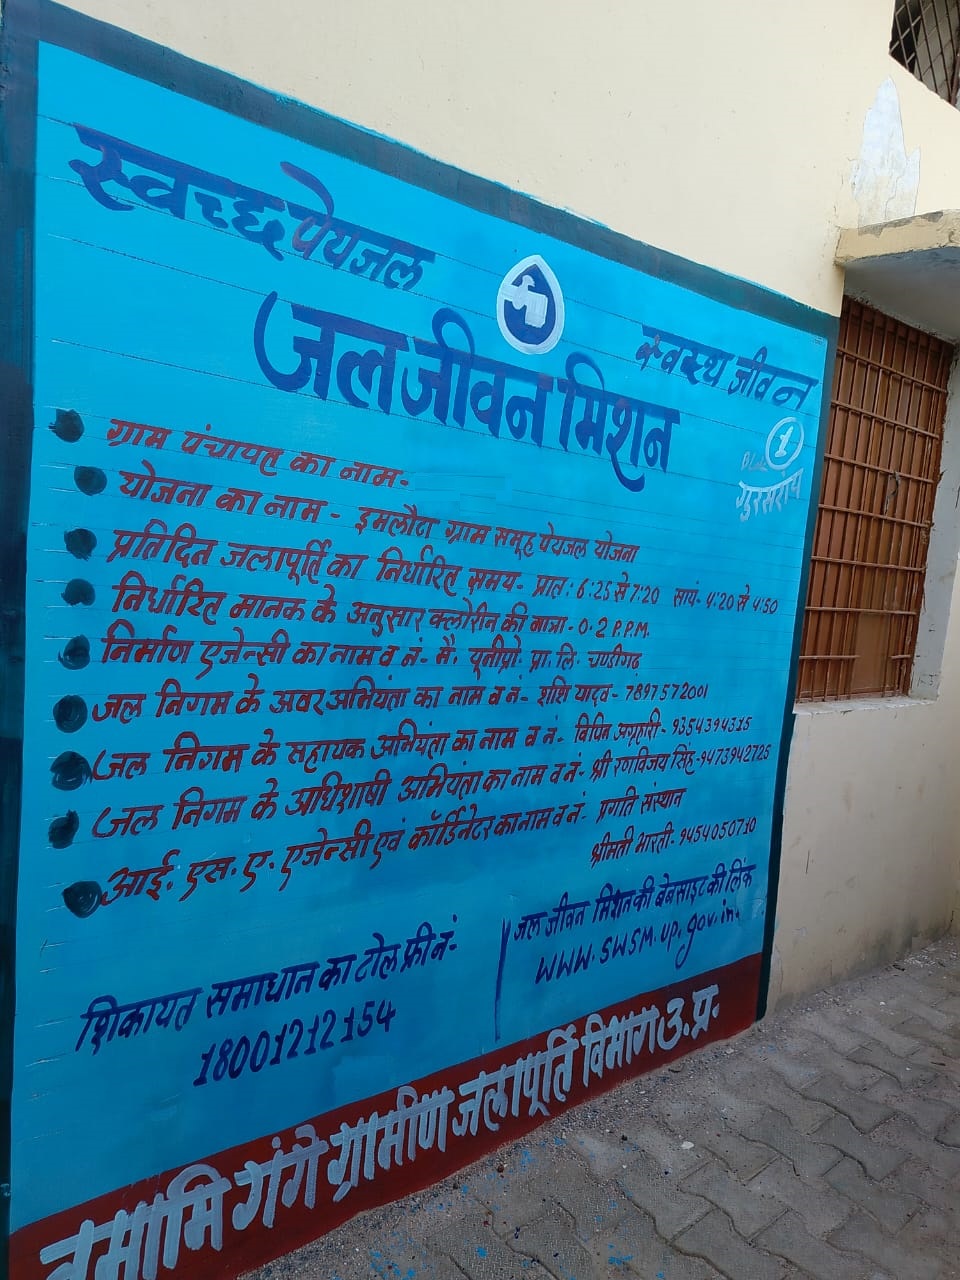 स्वच्छ पेयजल
स्वस्थ जीवन
जल जीवन मिशन
1
Block
गुरसरांय
ग्राम पंचायत का नाम-
योजना का नाम - इमलौटा ग्राम समूह पेयजल योजना
प्रतिदिन जलापूर्ति का निर्धारित समय- प्रात: 6:25 से 7:20 सायं- 4:20 से 4:50
निर्धारित मानक के अनुसार क्लोरीन की मात्रा - 0.2 P.P.M.
निर्माण एजेन्सी का नाम व नं- मै. यूनीप्रो. प्रा. लि. चण्डीगढ़
जल निगम के अवर अभियंता का नाम व नं- शशि यादव- 7897572001
जल निगम के सहायक अभियंता का नाम व नं- विपिन अग्रहारी- 9354394315
जल निगम के अधिशाषी अभियंता का नाम व नं- श्री रणविजय सिंह- 9473942725
आई. एस. ए. एजेन्सी एवं कॉर्डिनेटर का नाम व नं- प्रगति संस्थान
श्रीमती भारती- 9454050710
शिकायत समाधान का टोल फ्री नं-
18001212154
जल जीवन मिशन की बेबसाइट की लिंक
WWW.SWSM.up.gov.in.
नमामि गंगे ग्रामीण जलापूर्ति विभाग उ.प्र.